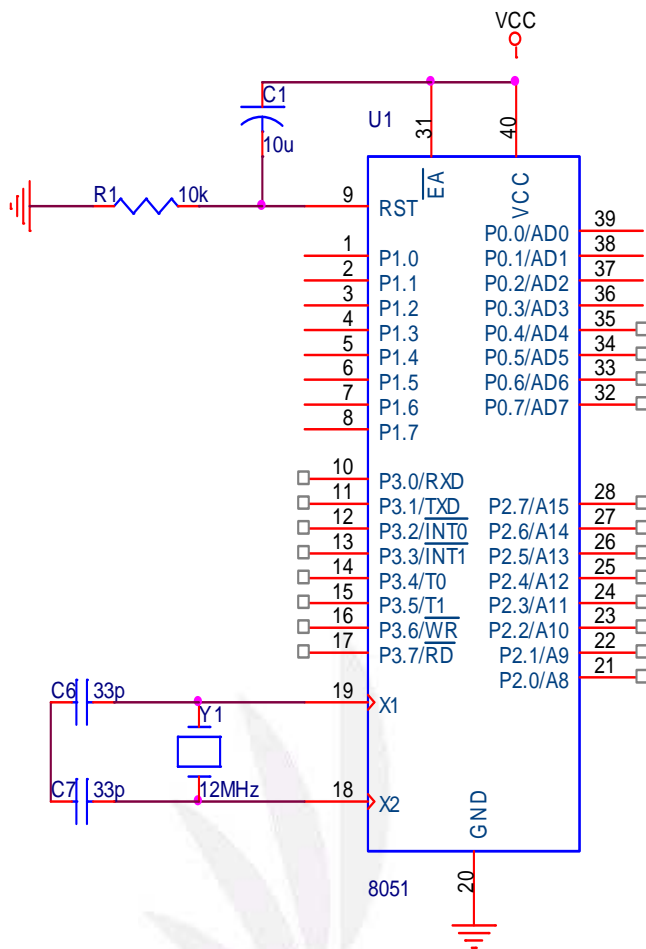 VCC
C1
10u
U1
31
40
EA
VCC
R1
10k
9
RST
39
P0.0/AD0
1
P1.0
38
P0.1/AD1
2
P1.1
37
P0.2/AD2
3
P1.2
36
P0.3/AD3
4
P1.3
35
P0.4/AD4
5
P1.4
34
P0.5/AD5
6
P1.5
33
P0.6/AD6
7
P1.6
32
P0.7/AD7
8
P1.7
10
P3.0/RXD
11
P3.1/TXD
28
P2.7/A15
12
P3.2/INT0
27
P2.6/A14
13
P3.3/INT1
26
P2.5/A13
14
P3.4/T0
25
P2.4/A12
15
P3.5/T1
24
P2.3/A11
16
P3.6/WR
23
P2.2/A10
17
P3.7/RD
22
P2.1/A9
21
P2.0/A8
C6
33p
19
X1
Y1
C7
33p
12MHz
18
X2
GND
20
8051